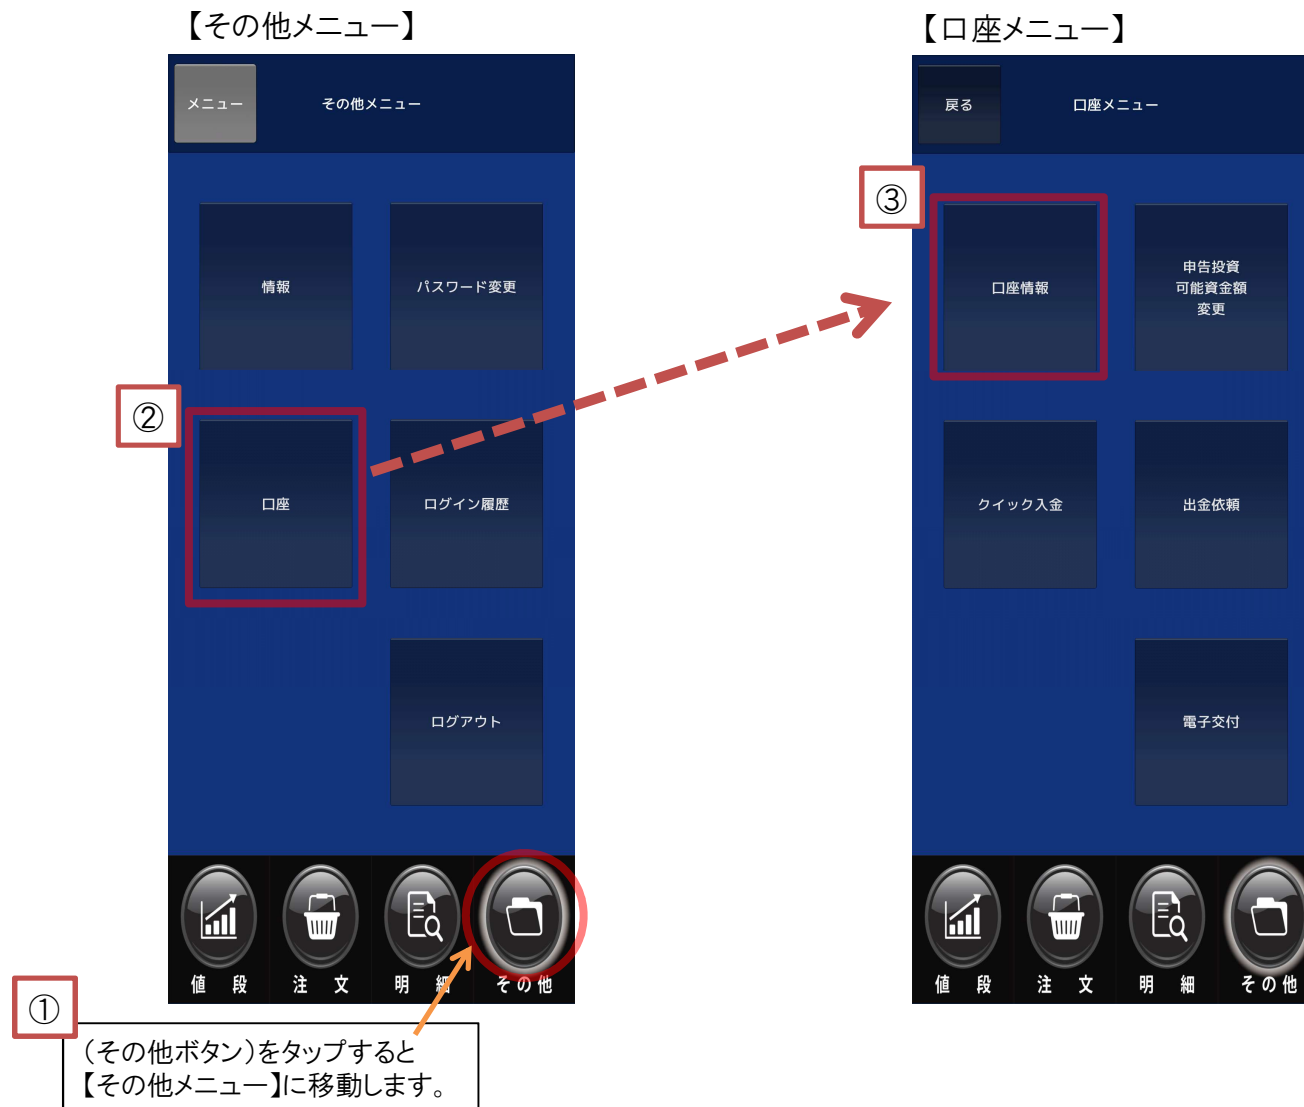 【その他メニュー】
メニュー
その他メニュー
情報
パスワード変更
②
口座
ログイン履歴
ログアウト
値 段
注 文
明 細
その他
①
(その他ボタン)をタップすると
【その他メニュー】に移動します。
【口座メニュー】
戻る
口座メニュー
③
口座情報
申告投資
可能資金額
変更
クイック入金
出金依頼
電子交付
値 段
注 文
明 細
その他